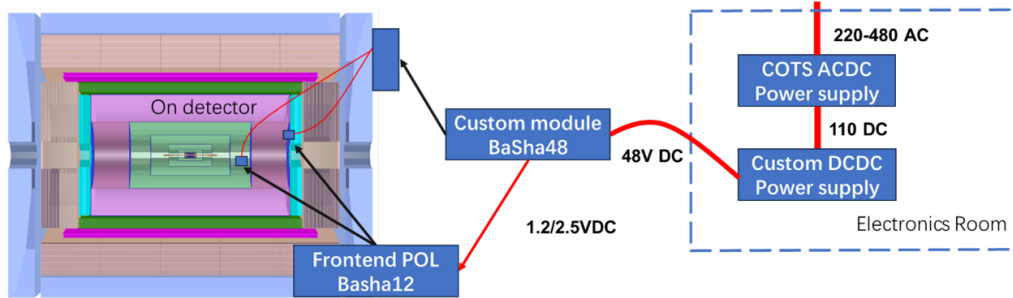 220-480 AC
COTS ACDC
Power supply
On detector
Custom module
BaSha48
110 DC
48V DC
Custom DCDC
Power supply
1.2/2.5VDC
Electronics Room
Frontend POL
Basha12